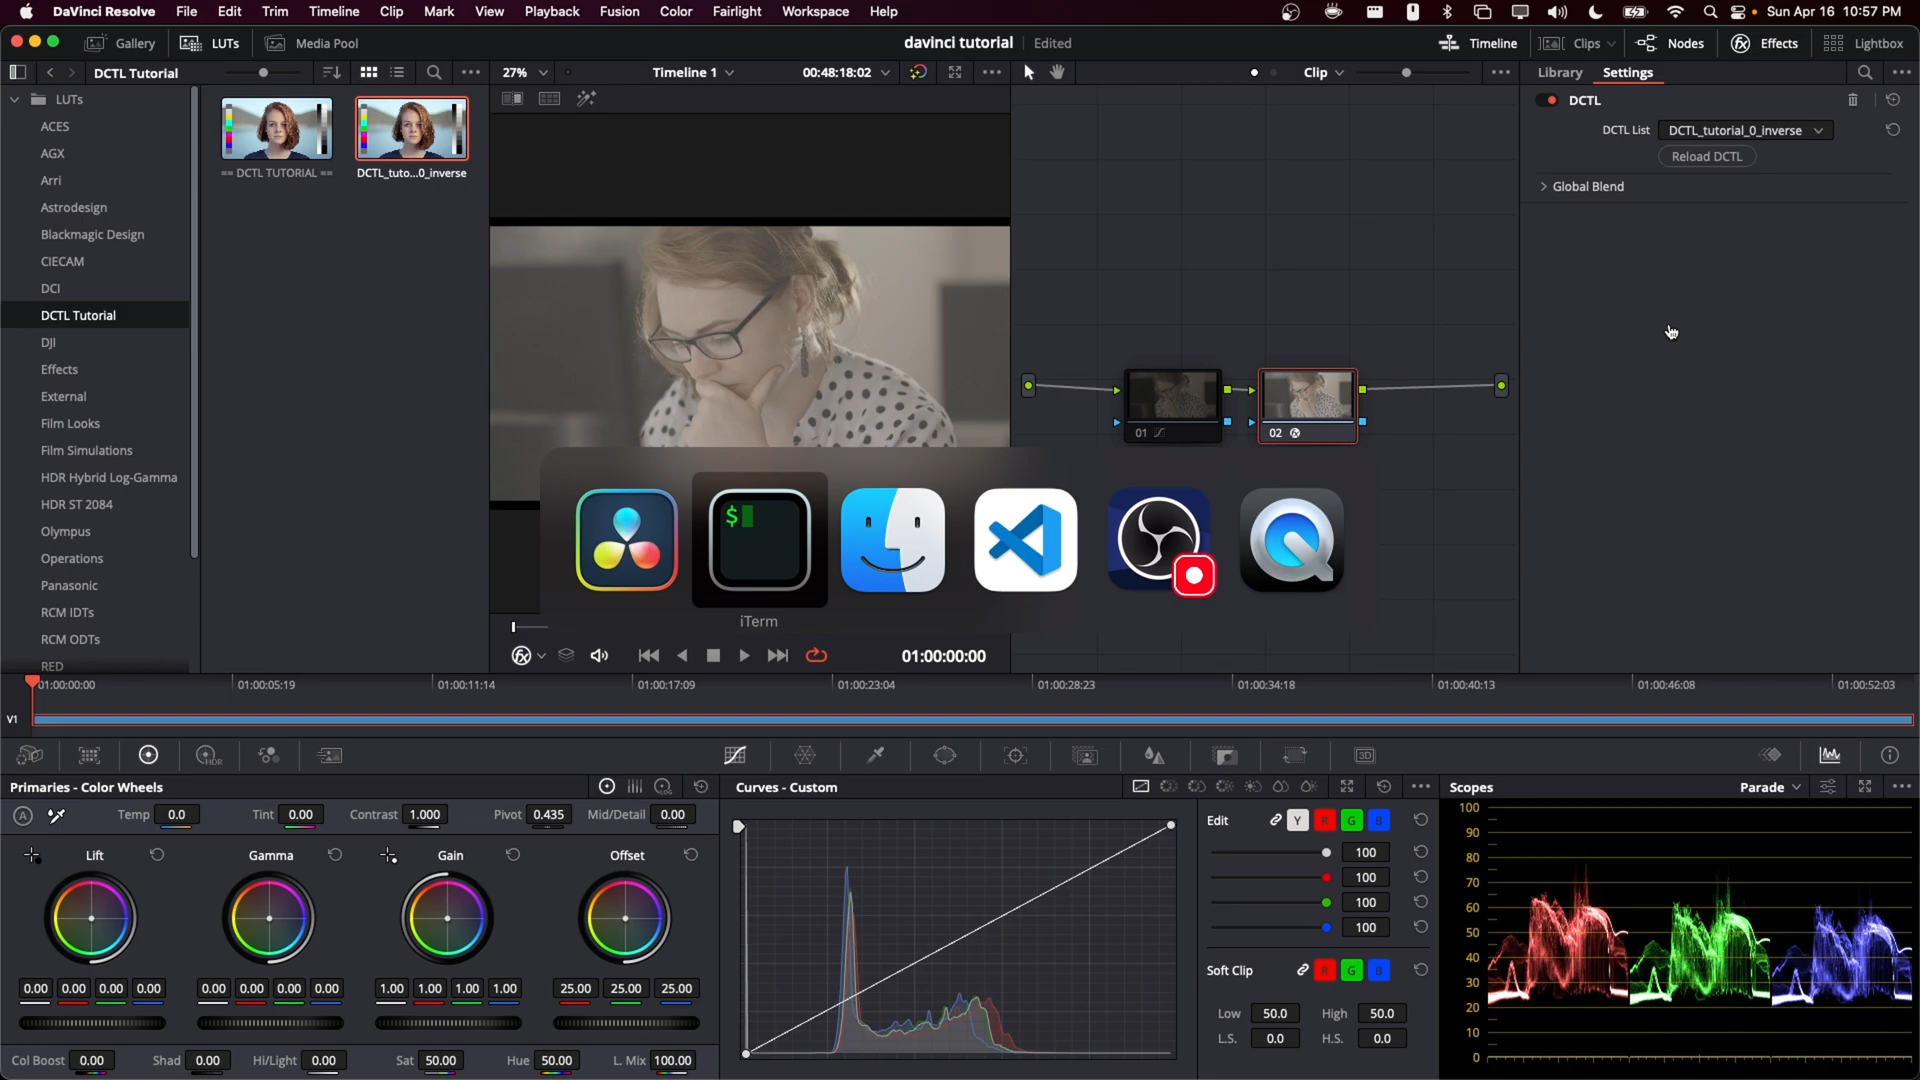 DaVinci Resolve File Edit Trim Timeline Clip Mark View Playback Fusion Color Fairlight Workspace Help Sun Apr 16 10:57 PM
Gallery LUTs Media Pool davinci tutorial Edited Timeline Clips Nodes Effects Lightbox
DCTL Tutorial 27% Timeline 1 00:48:18:02 Clip Library Settings
LUTs
ACES
AGX
Arri
Astrodesign
Blackmagic Design
CIECAM
DCI
DCTL Tutorial
DJI
Effects
External
Film Looks
Film Simulations
HDR Hybrid Log-Gamma
HDR ST 2084
Olympus
Operations
Panasonic
RCM IDTs
RCM ODTs
RED
== DCTL TUTORIAL == DCTL_tuto...0_inverse
DCTL
DCTL List DCTL_tutorial_0_inverse
Reload DCTL
Global Blend
01 02
$
iTerm
01:00:00:00
01:00:00:00 01:00:05:19 01:00:11:14 01:00:17:09 01:00:23:04 01:00:28:23 01:00:34:18 01:00:40:13 01:00:46:08 01:00:52:03
V1
HDR 3D
Primaries - Color Wheels
A Temp 0.0 Tint 0.00 Contrast 1.000 Pivot 0.435 Mid/Detail 0.00
Lift Gamma Gain Offset
0.00 0.00 0.00 0.00 0.00 0.00 0.00 0.00 1.00 1.00 1.00 1.00 25.00 25.00 25.00
Col Boost 0.00 Shad 0.00 Hi/Light 0.00 Sat 50.00 Hue 50.00 L. Mix 100.00
Curves - Custom
Edit Y R G B
100
100
100
100
Soft Clip R G B
Low 50.0 High 50.0
L.S. 0.0 H.S. 0.0
Scopes Parade
100
90
80
70
60
50
40
30
20
10
0